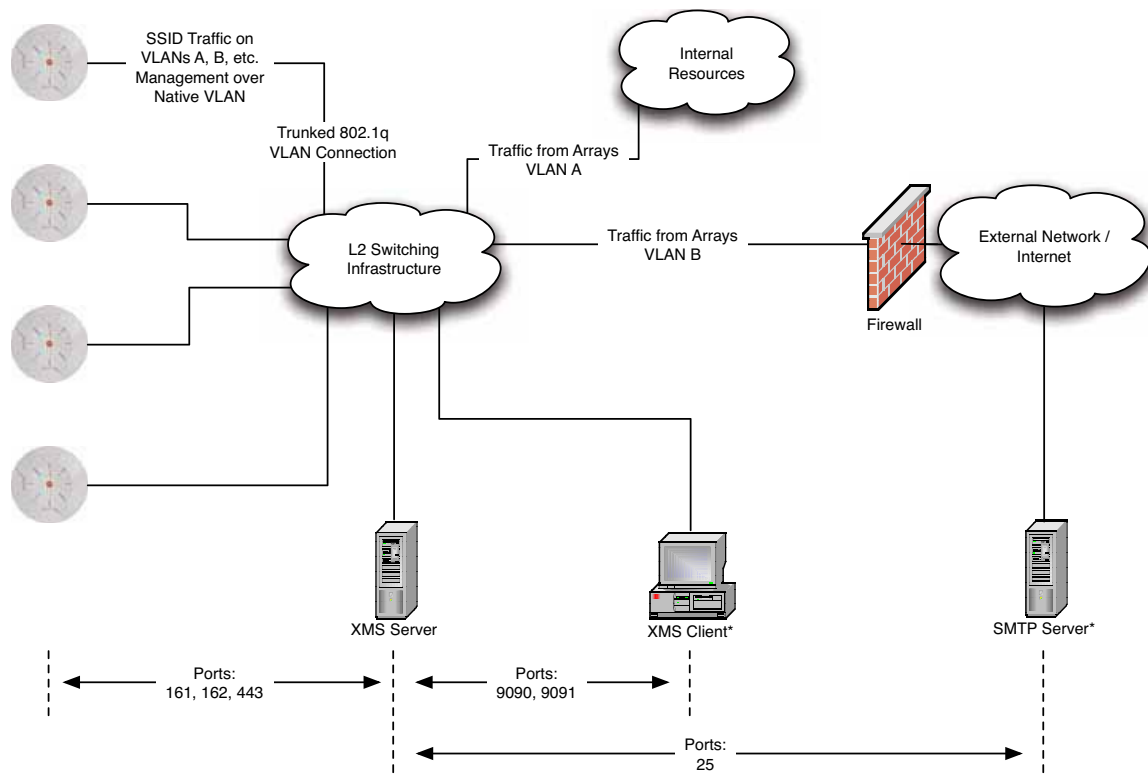 SSID Traffic on
VLANs A, B, etc.
Management over
Native VLAN
Internal
Resources
Trunked 802.1q
VLAN Connection
Traffic from Arrays
VLAN A
L2 Switching
Infrastructure
Traffic from Arrays
VLAN B
External Network /
Internet
Firewall
XMS Server
XMS Client*
SMTP Server*
Ports:
161, 162, 443
Ports:
9090, 9091
Ports:
25